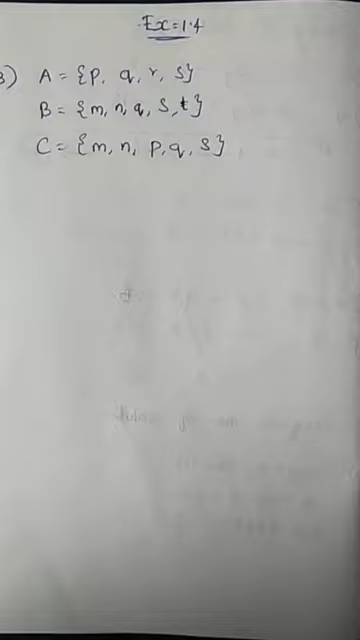 Ex=1.4
3) A = {p, q, r, s}
B = {m, n, q, s, t}
C = {m, n, p, q, s}